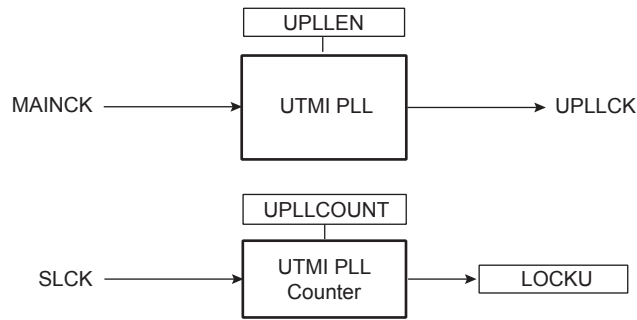 UPLLEN
MAINCK
UTMI PLL
UPLLCK
UPLLCOUNT
SLCK
UTMI PLL
Counter
LOCKU